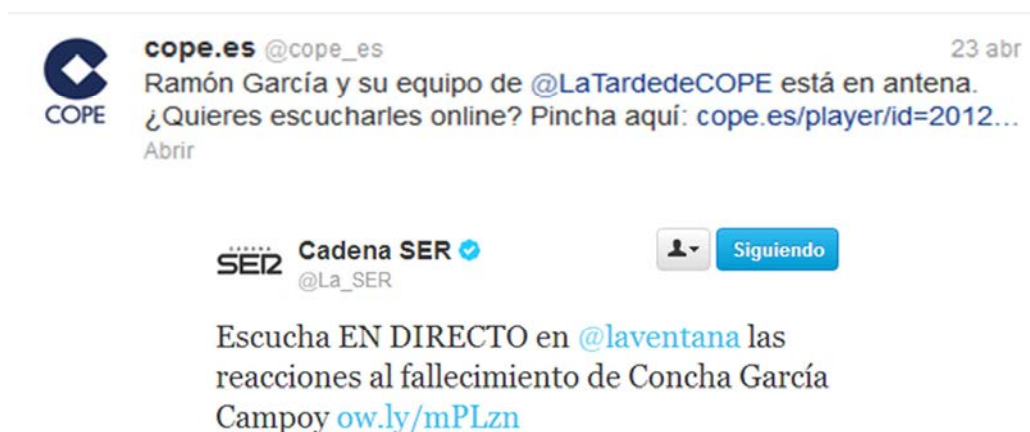 cope.es @cope_es 23 abr
Ramón García y su equipo de @LaTardedeCOPE está en antena.
¿Quieres escucharles online? Pincha aquí: cope.es/player/id=2012…
COPE
Abrir
SER Cadena SER
@La_SER
Siguiendo
Escucha EN DIRECTO en @laventana las
reacciones al fallecimiento de Concha García
Campoy ow.ly/mPLzn